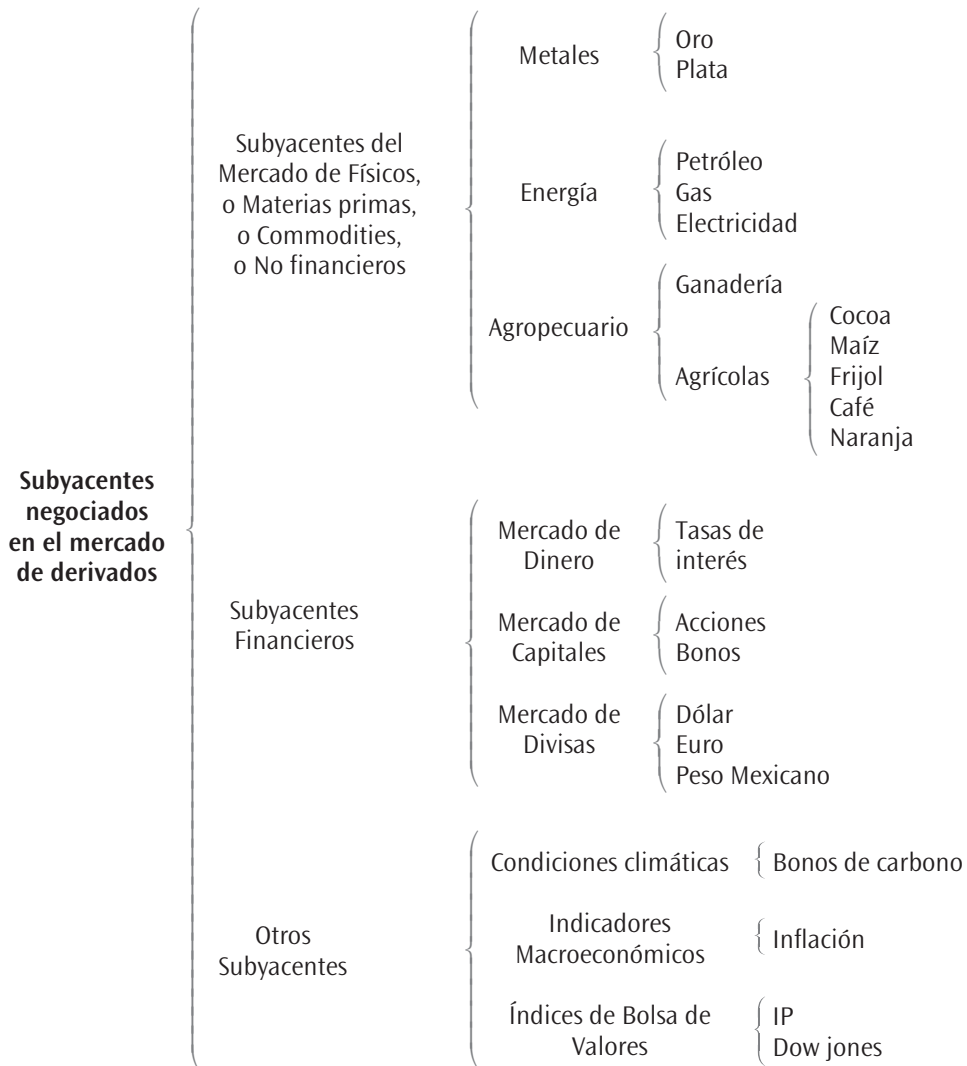 Subyacentes
negociados
en el mercado
de derivados
Subyacentes del
Mercado de Físicos,
o Materias primas,
o Commodities,
o No financieros
Metales
Oro
Plata
Energía
Petróleo
Gas
Electricidad
Agropecuario
Ganadería
Agrícolas
Cocoa
Maíz
Frijol
Café
Naranja
Subyacentes
Financieros
Mercado de
Dinero
Tasas de
interés
Mercado de
Capitales
Acciones
Bonos
Mercado de
Divisas
Dólar
Euro
Peso Mexicano
Otros
Subyacentes
Condiciones climáticas
Bonos de carbono
Indicadores
Macroeconómicos
Inflación
Índices de Bolsa de
Valores
IP
Dow jones